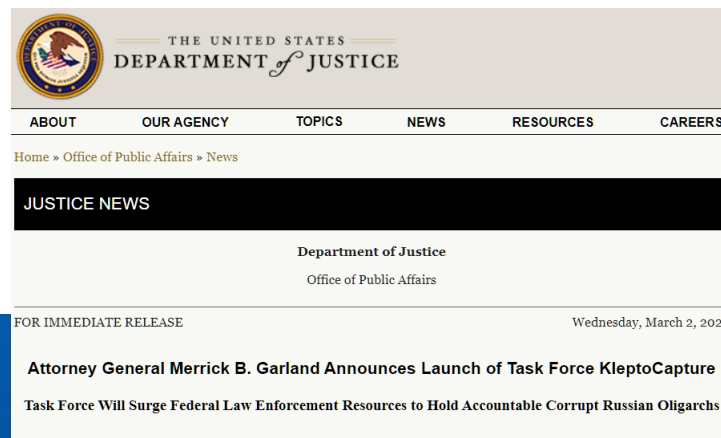 THE UNITED STATES
DEPARTMENT of JUSTICE
ABOUT OUR AGENCY TOPICS NEWS RESOURCES CAREERS
Home » Office of Public Affairs » News
JUSTICE NEWS
Department of Justice
Office of Public Affairs
FOR IMMEDIATE RELEASE Wednesday, March 2, 202
Attorney General Merrick B. Garland Announces Launch of Task Force KleptoCapture
Task Force Will Surge Federal Law Enforcement Resources to Hold Accountable Corrupt Russian Oligarchs